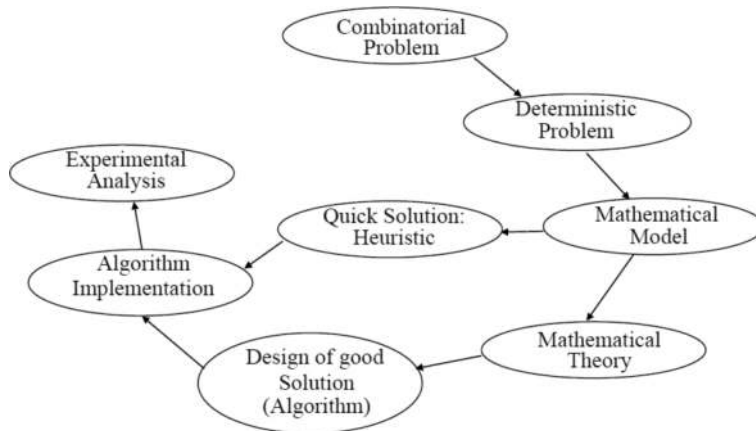 Combinatorial
Problem
Deterministic
Problem
Experimental
Analysis
Quick Solution:
Heuristic
Mathematical
Model
Algorithm
Implementation
Mathematical
Theory
Design of good
Solution
(Algorithm)